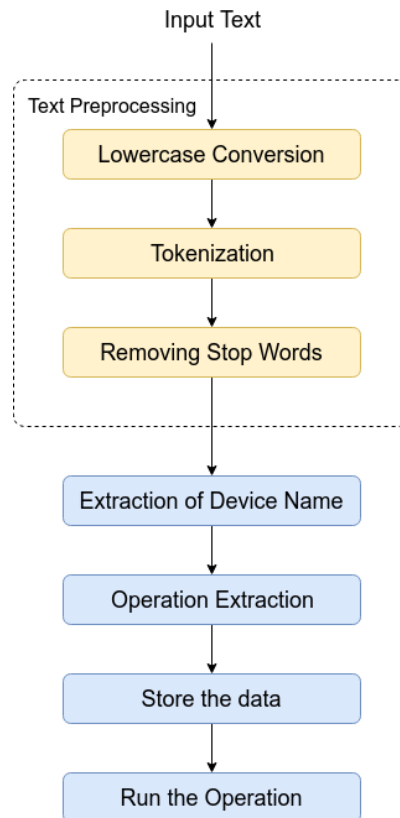 Input Text
Text Preprocessing
Lowercase Conversion
Tokenization
Removing Stop Words
Extraction of Device Name
Operation Extraction
Store the data
Run the Operation